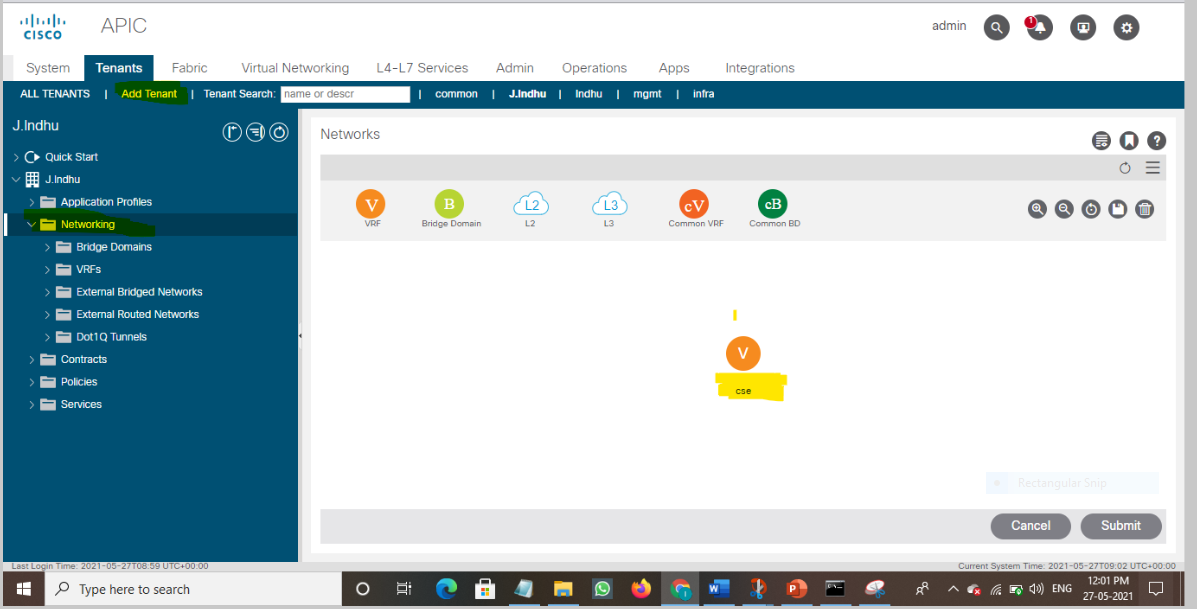 CISCO APIC admin 1
System Tenants Fabric Virtual Networking L4-L7 Services Admin Operations Apps Integrations
ALL TENANTS | Add Tenant | Tenant Search: name or descr | common | J.Indhu | Indhu | mgmt | infra
J.Indhu
Quick Start
J.Indhu
Application Profiles
Networking
Bridge Domains
VRFs
External Bridged Networks
External Routed Networks
Dot1Q Tunnels
Contracts
Policies
Services
Networks
?
V B L2 L3 cV cB
VRF Bridge Domain L2 L3 Common VRF Common BD
V
cse
Rectangular Snip
Cancel Submit
Last Login Time: 2021-05-27T08:59 UTC+00:00 Current System Time: 2021-05-27T09:02 UTC+00:00
Type here to search W P ENG 12:01 PM
27-05-2021